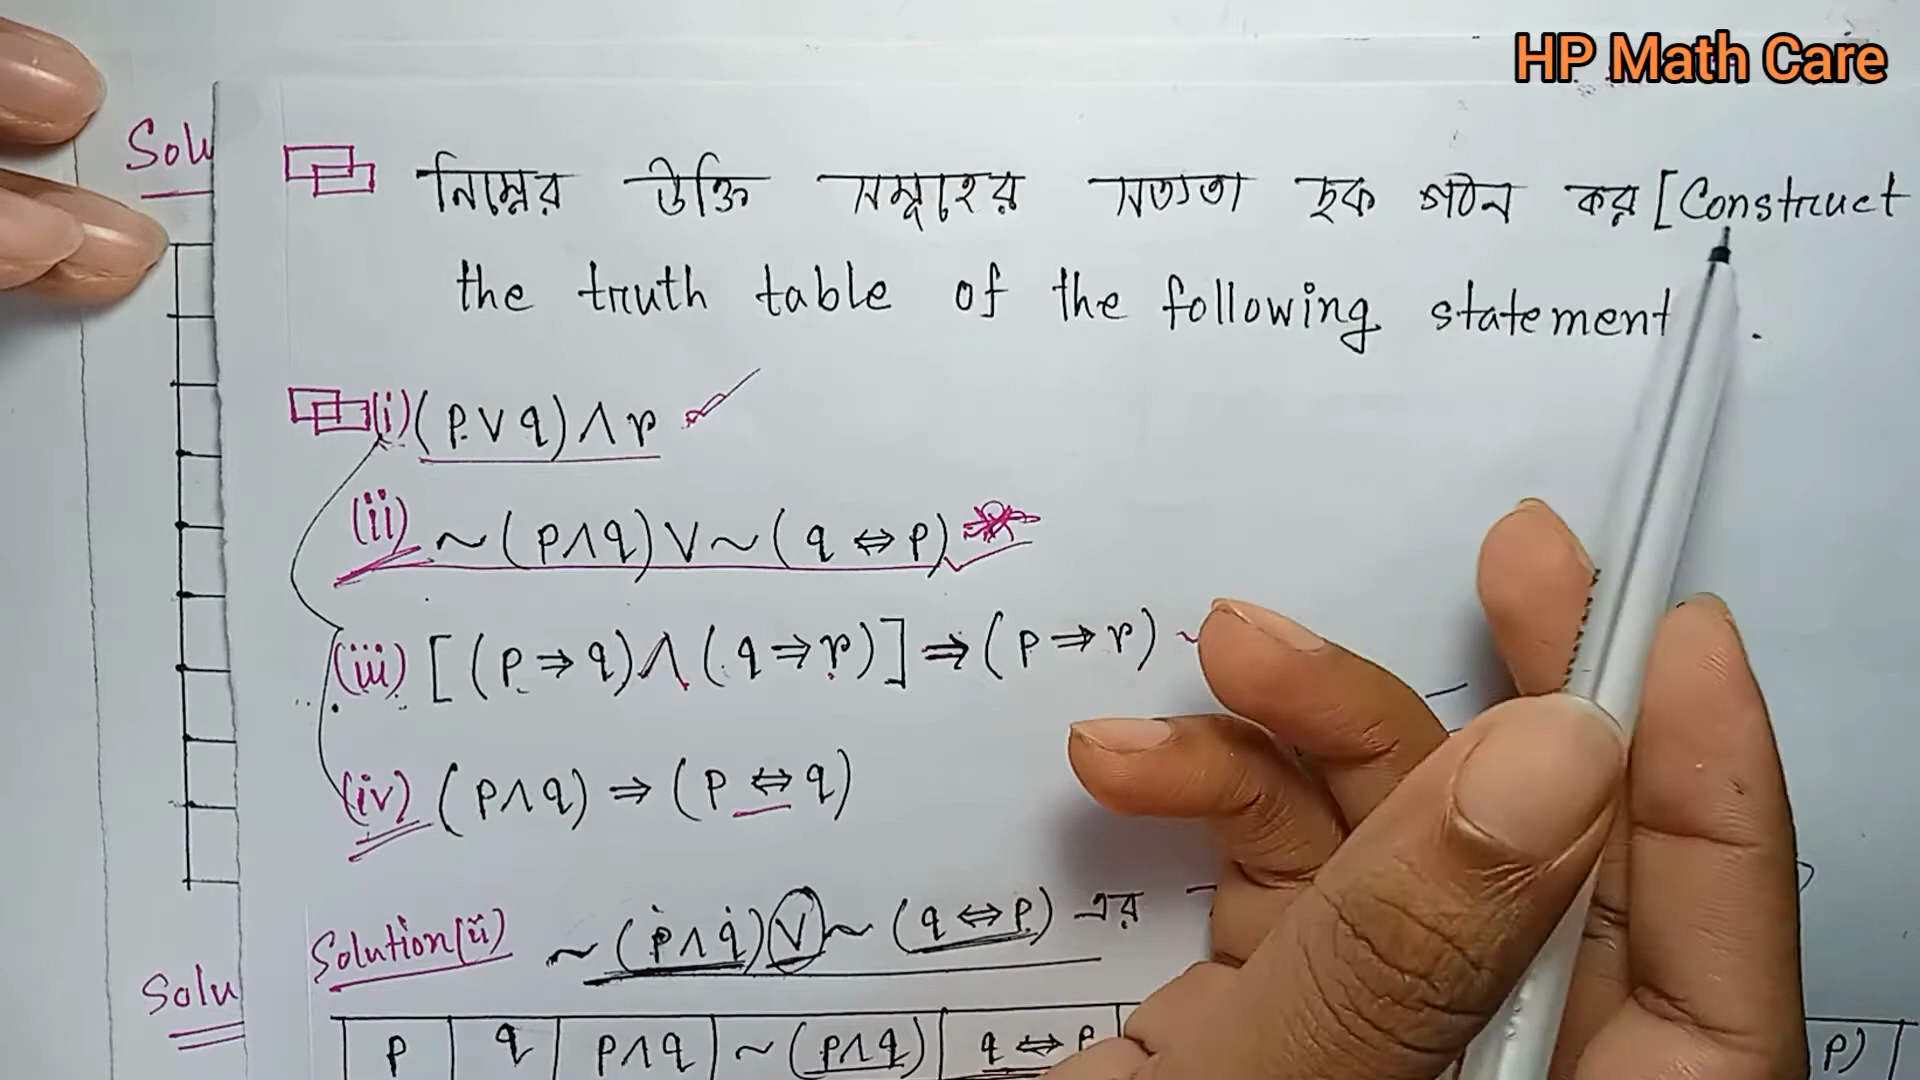 HP Math Care
Solu
নিম্নের উক্তি সমূহের সত্যতা ছক গঠন কর [Construct
the truth table of the following statement .
(i) (p∨q)∧r
(ii) ~(p∧q)∨~(q⇔p)
(iii) [(p⇒q)∧(q⇒r)]⇒(p⇒r)
(iv) (p∧q)⇒(p⇔q)
Solution(ii) ~(p∧q)∨~(q⇔p) এর
Solu
p q p∧q ~(p∧q) q⇔p p)